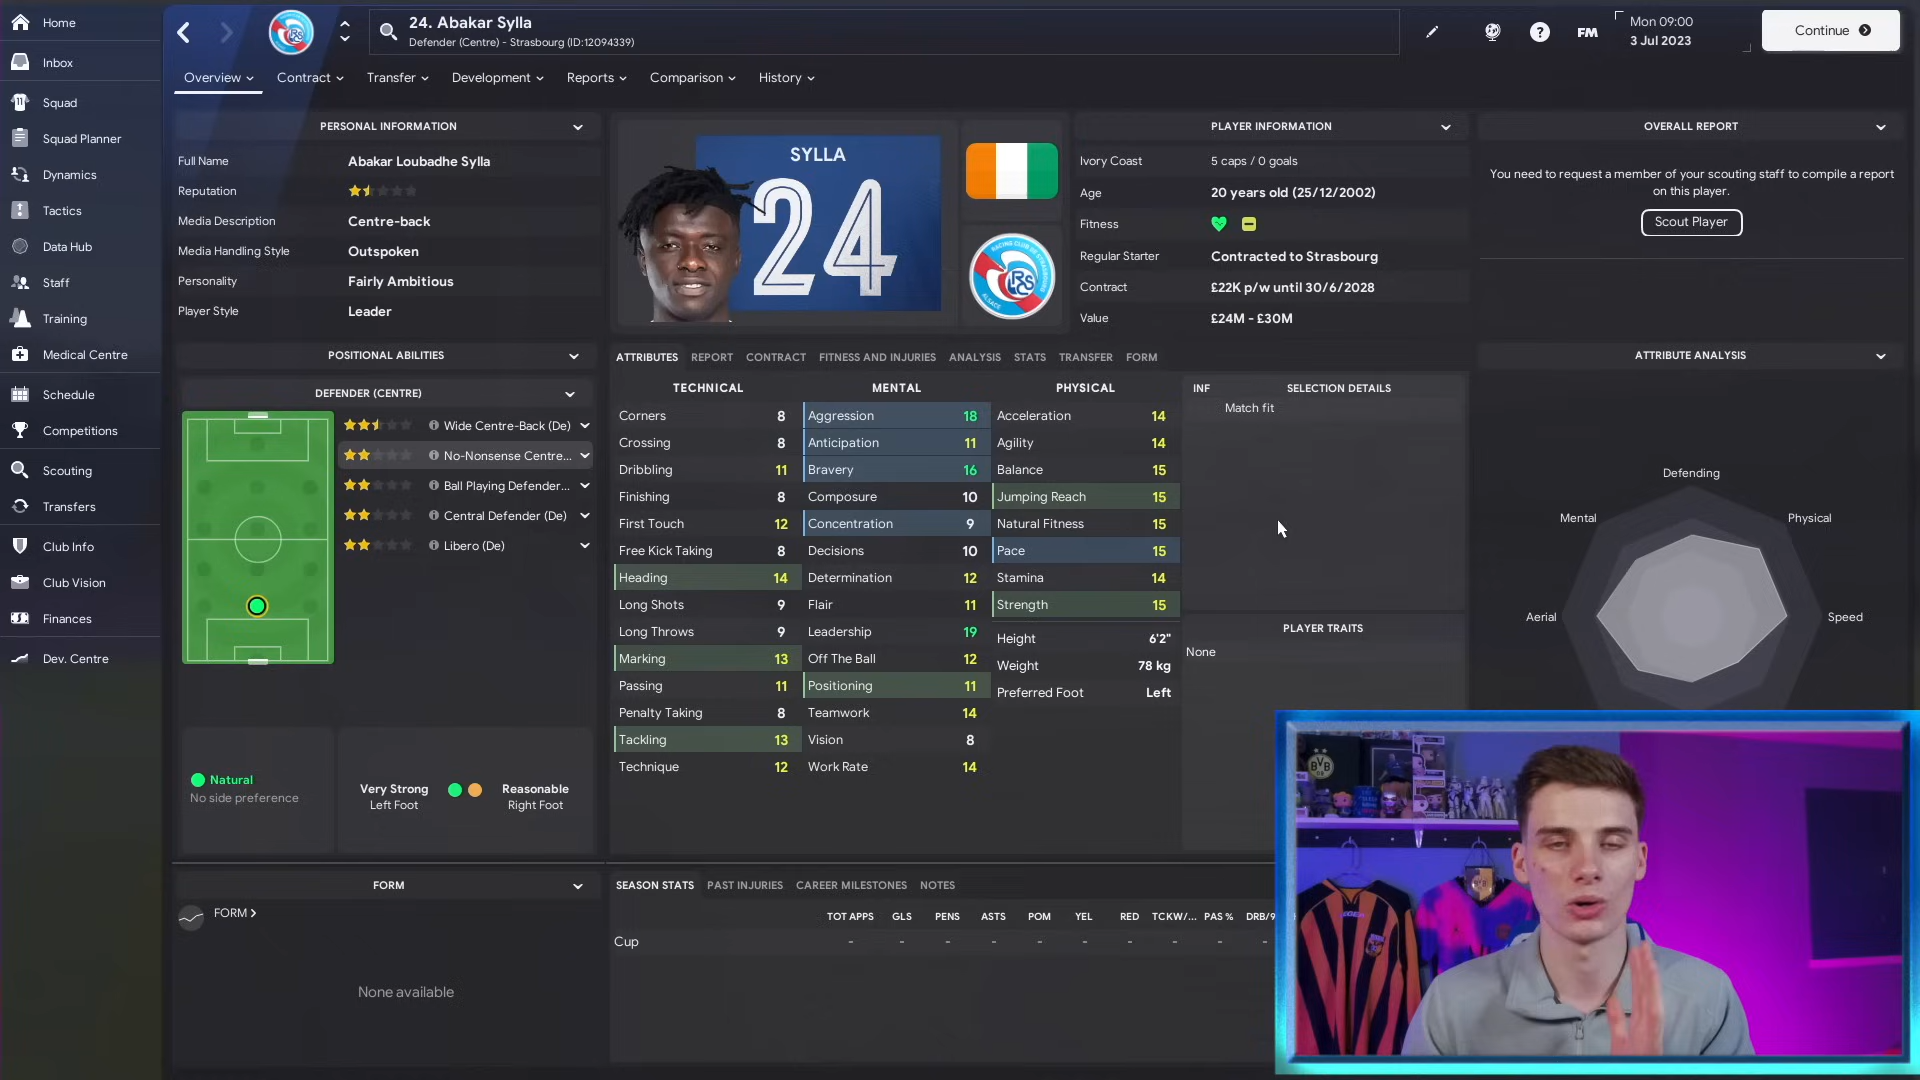 Home
Inbox
Squad
Squad Planner
Dynamics
Tactics
Data Hub
Staff
Training
Medical Centre
Schedule
Competitions
Scouting
Transfers
Club Info
Club Vision
Finances
Dev. Centre
24. Abakar Sylla
Defender (Centre) - Strasbourg (ID:12094339)
FM
Mon 09:00
3 Jul 2023
Continue
Overview Contract Transfer Development Reports Comparison History
PERSONAL INFORMATION
Full Name Abakar Loubadhe Sylla
Reputation
Media Description Centre-back
Media Handling Style Outspoken
Personality Fairly Ambitious
Player Style Leader
SYLLA
24
PLAYER INFORMATION
Ivory Coast 5 caps / 0 goals
Age 20 years old (25/12/2002)
Fitness
Regular Starter Contracted to Strasbourg
Contract £22K p/w until 30/6/2028
Value £24M - £30M
OVERALL REPORT
You need to request a member of your scouting staff to compile a report
on this player.
Scout Player
POSITIONAL ABILITIES
DEFENDER (CENTRE)
Wide Centre-Back (De)
No-Nonsense Centre...
Ball Playing Defender...
Central Defender (De)
Libero (De)
Natural
No side preference
Very Strong
Left Foot
Reasonable
Right Foot
ATTRIBUTES REPORT CONTRACT FITNESS AND INJURIES ANALYSIS STATS TRANSFER FORM
TECHNICAL
Corners 8
Crossing 8
Dribbling 11
Finishing 8
First Touch 12
Free Kick Taking 8
Heading 14
Long Shots 9
Long Throws 9
Marking 13
Passing 11
Penalty Taking 8
Tackling 13
Technique 12
MENTAL
Aggression 18
Anticipation 11
Bravery 16
Composure 10
Concentration 9
Decisions 10
Determination 12
Flair 11
Leadership 19
Off The Ball 12
Positioning 11
Teamwork 14
Vision 8
Work Rate 14
PHYSICAL
Acceleration 14
Agility 14
Balance 15
Jumping Reach 15
Natural Fitness 15
Pace 15
Stamina 14
Strength 15
Height 6'2"
Weight 78 kg
Preferred Foot Left
INF SELECTION DETAILS
Match fit
PLAYER TRAITS
None
ATTRIBUTE ANALYSIS
Defending
Mental Physical
Aerial Speed
FORM
FORM
None available
SEASON STATS PAST INJURIES CAREER MILESTONES NOTES
TOT APPS GLS PENS ASTS POM YEL RED TCKW/... PAS % DRB/9
Cup - - - - - - - - - -
BVB